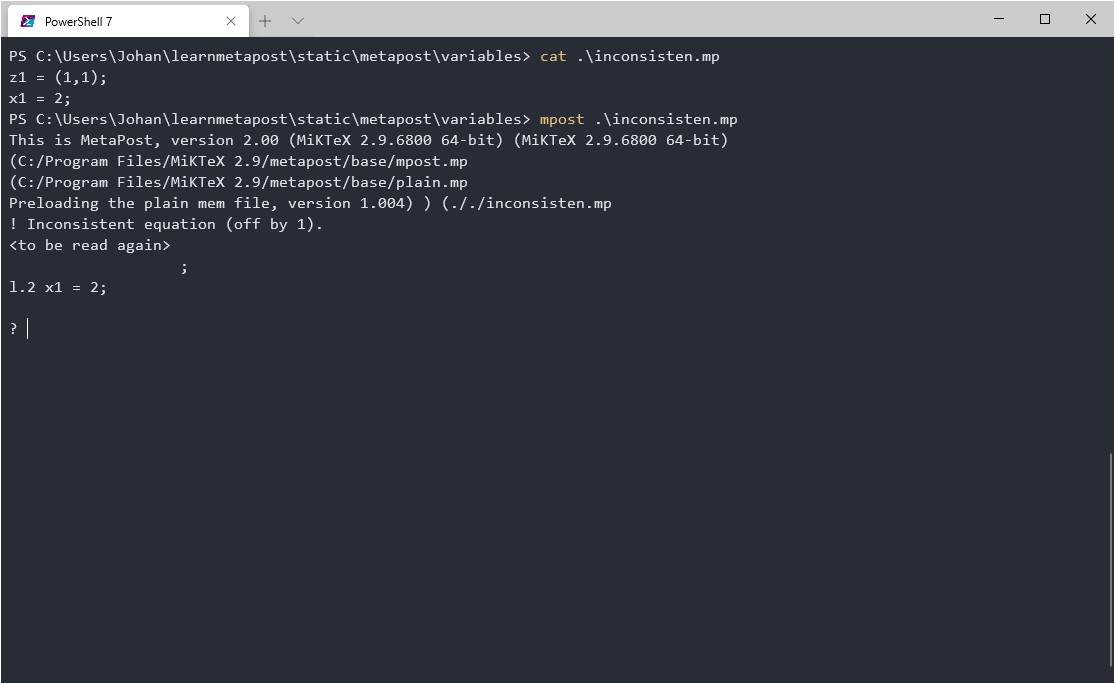 PowerShell 7
PS C:\Users\Johan\learnmetapost\static\metapost\variables> cat .\inconsisten.mp
z1 = (1,1);
x1 = 2;
PS C:\Users\Johan\learnmetapost\static\metapost\variables> mpost .\inconsisten.mp
This is MetaPost, version 2.00 (MiKTeX 2.9.6800 64-bit) (MiKTeX 2.9.6800 64-bit)
(C:/Program Files/MiKTeX 2.9/metapost/base/mpost.mp
(C:/Program Files/MiKTeX 2.9/metapost/base/plain.mp
Preloading the plain mem file, version 1.004) ) (././inconsisten.mp
! Inconsistent equation (off by 1).
<to be read again>
                   ;
l.2 x1 = 2;
?